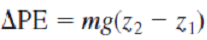 ΔPE = mg(z₂ − z₁)